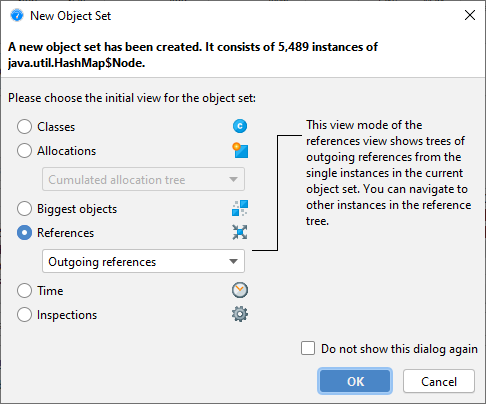 New Object Set
A new object set has been created. It consists of 5,489 instances of
java.util.HashMap$Node.
Please choose the initial view for the object set:
Classes
Allocations
Cumulated allocation tree
Biggest objects
References
Outgoing references
Time
Inspections
This view mode of the
references view shows trees of
outgoing references from the
single instances in the current
object set. You can navigate to
other instances in the reference
tree.
Do not show this dialog again
OK
Cancel